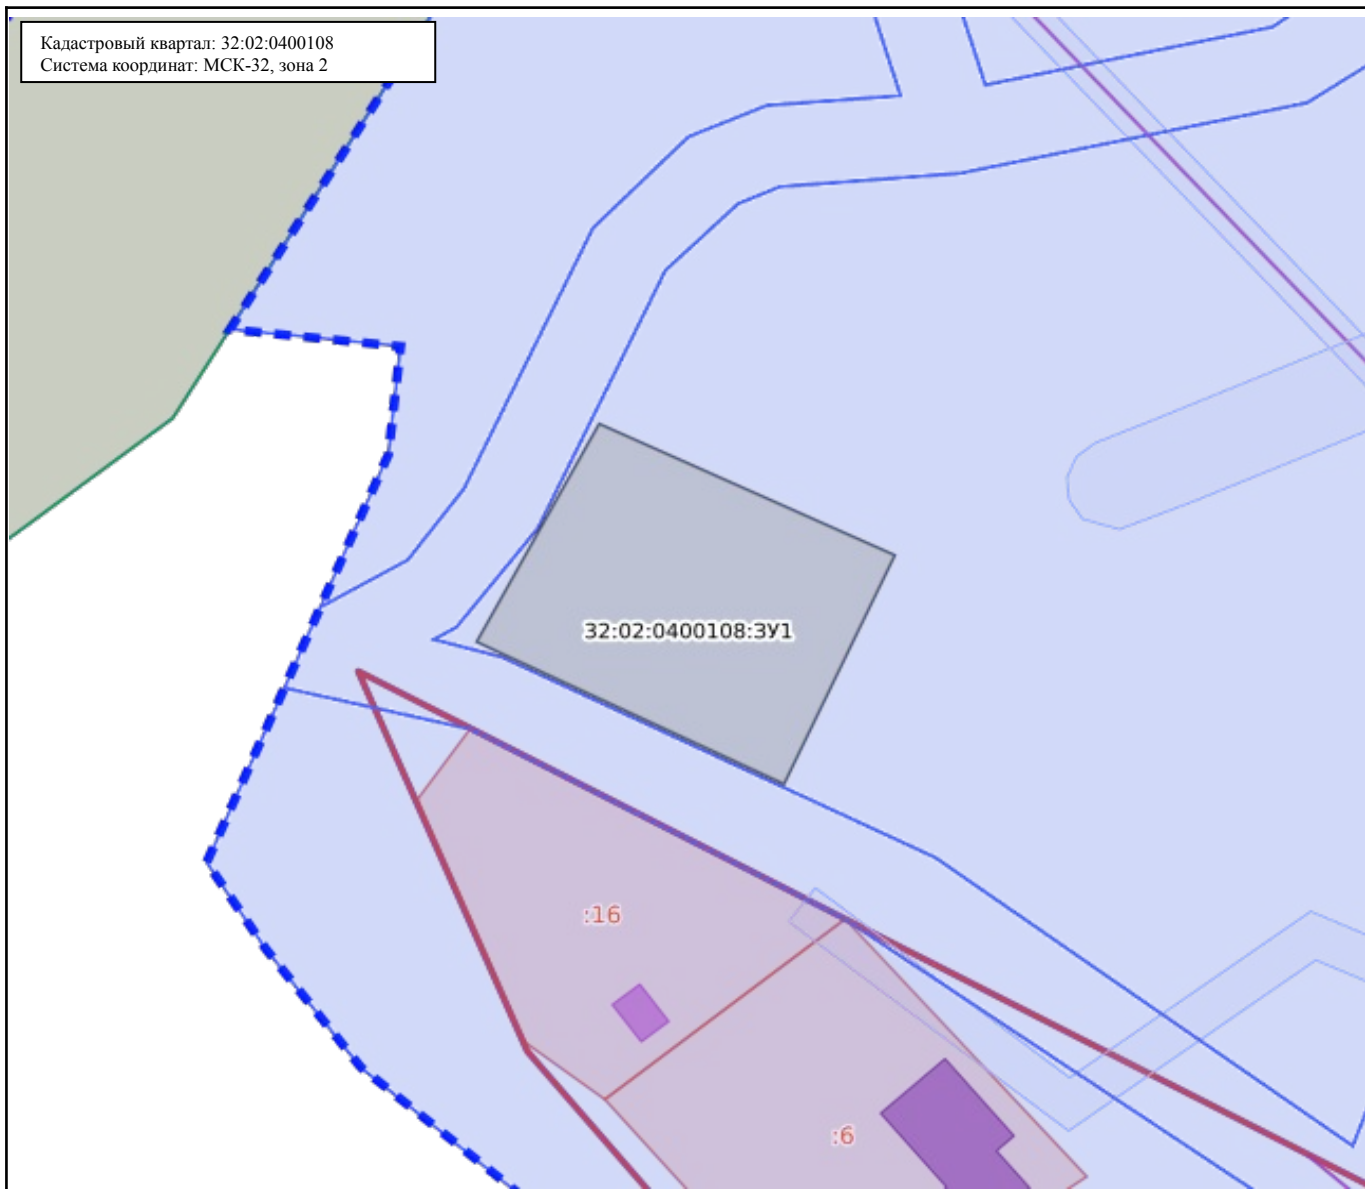 Кадастровый квартал: 32:02:0400108
Система координат: МСК-32, зона 2
32:02:0400108:ЗУ1
:16
:6